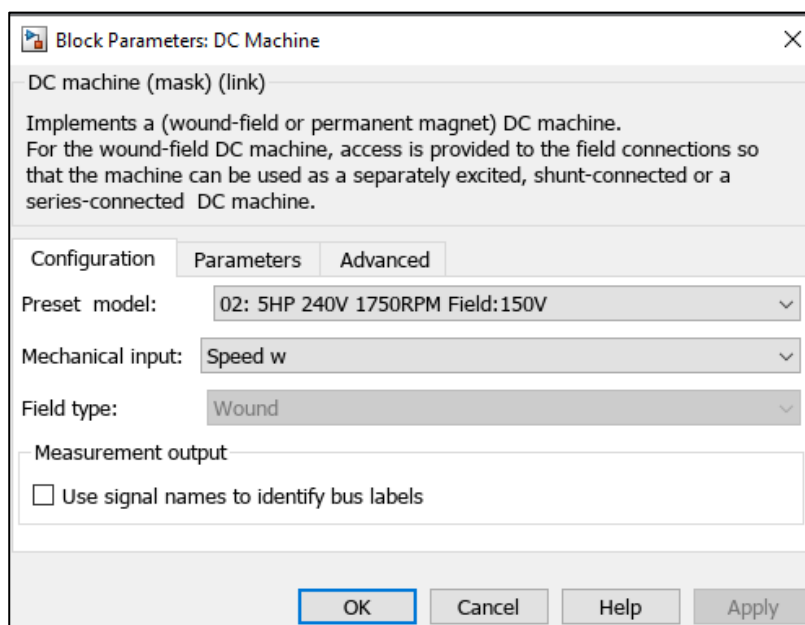 Block Parameters: DC Machine
DC machine (mask) (link)
Implements a (wound-field or permanent magnet) DC machine.
For the wound-field DC machine, access is provided to the field connections so
that the machine can be used as a separately excited, shunt-connected or a
series-connected DC machine.
Configuration Parameters Advanced
Preset model: 02: 5HP 240V 1750RPM Field:150V
Mechanical input: Speed w
Field type: Wound
Measurement output
Use signal names to identify bus labels
OK Cancel Help Apply